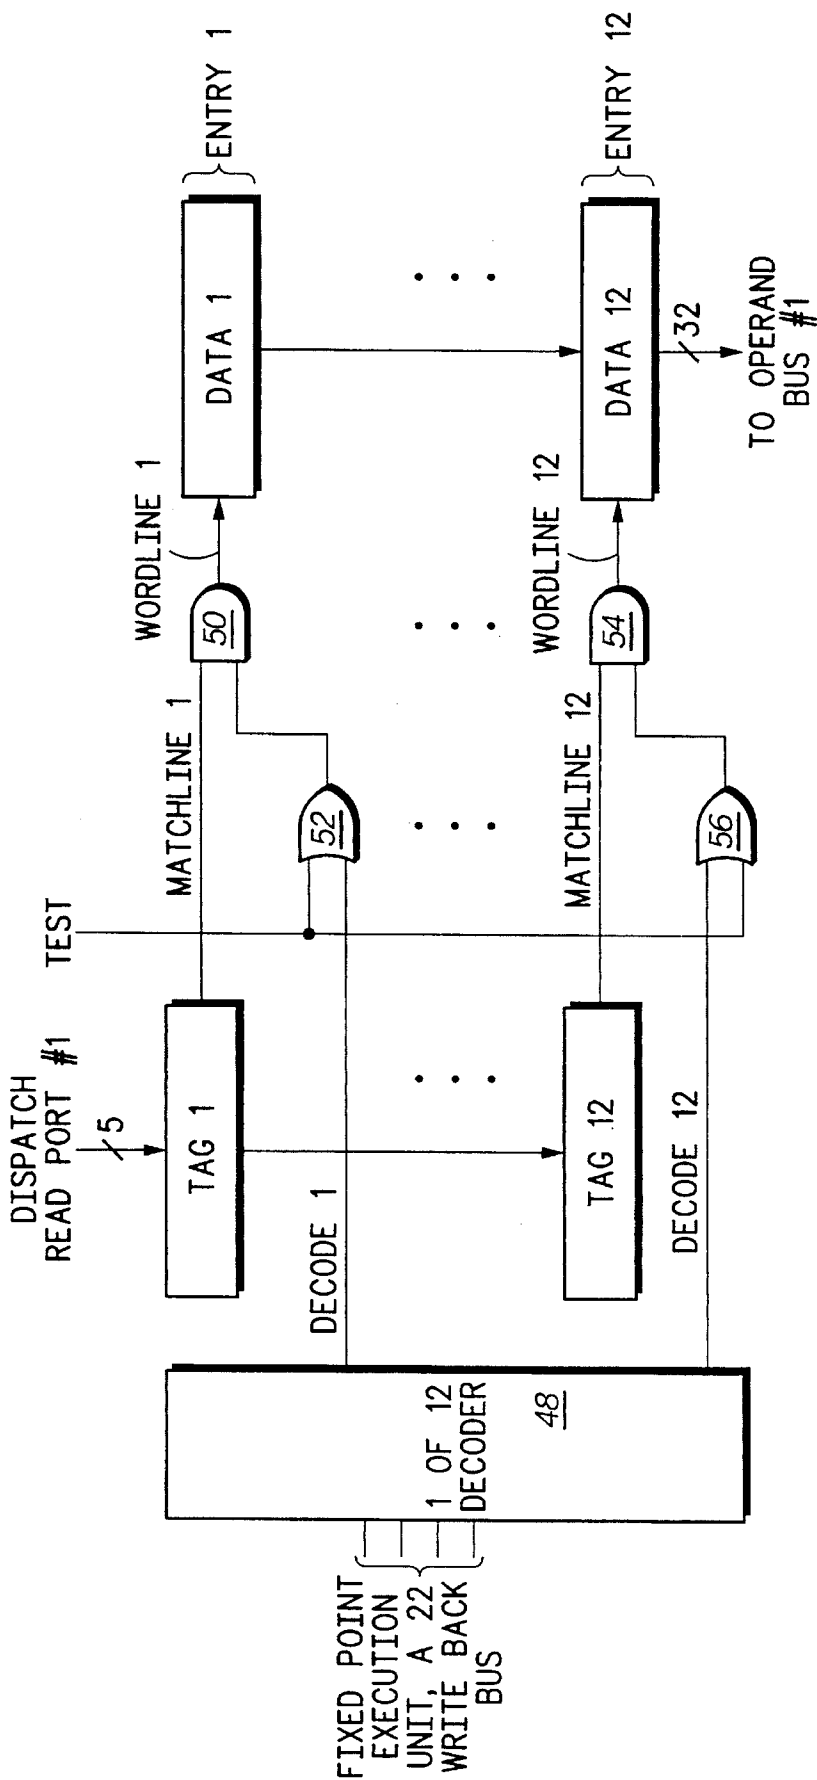 DISPATCH
READ PORT #1
5
TEST
TAG 1
MATCHLINE 1
50
WORDLINE 1
DATA 1
ENTRY 1
DECODE 1
52
FIXED POINT
EXECUTION
UNIT, A 22
WRITE BACK
BUS
1 OF 12
DECODER
48
TAG 12
MATCHLINE 12
54
WORDLINE 12
DATA 12
ENTRY 12
DECODE 12
56
32
TO OPERAND
BUS #1